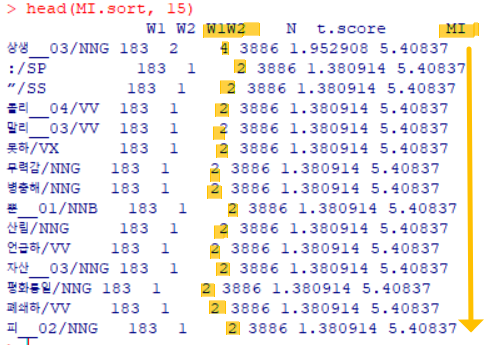 > head(MI.sort, 15)
W1 W2 W1W2 N t.score MI
상생__03/NNG 183 2 4 3886 1.952908 5.40837
:/SP 183 1 2 3886 1.380914 5.40837
"/SS 183 1 2 3886 1.380914 5.40837
물리__04/VV 183 1 2 3886 1.380914 5.40837
말리__03/VV 183 1 2 3886 1.380914 5.40837
못하/VX 183 1 2 3886 1.380914 5.40837
무력감/NNG 183 1 2 3886 1.380914 5.40837
병충해/NNG 183 1 2 3886 1.380914 5.40837
뿐__01/NNB 183 1 2 3886 1.380914 5.40837
산림/NNG 183 1 2 3886 1.380914 5.40837
언급하/VV 183 1 2 3886 1.380914 5.40837
자산__03/NNG 183 1 2 3886 1.380914 5.40837
평화통일/NNG 183 1 2 3886 1.380914 5.40837
폐쇄하/VV 183 1 2 3886 1.380914 5.40837
피__02/NNG 183 1 2 3886 1.380914 5.40837